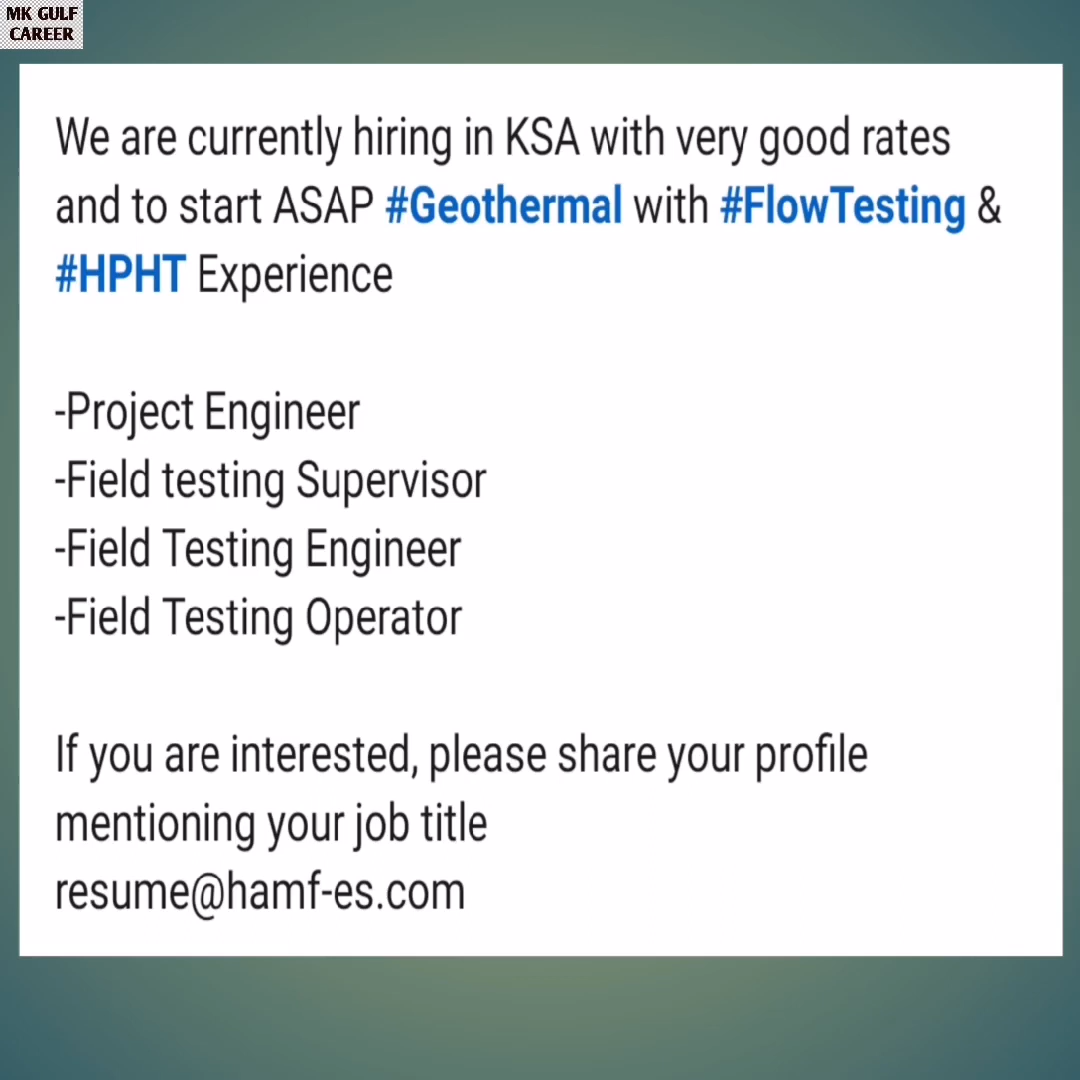 MK GULF
CAREER
We are currently hiring in KSA with very good rates
and to start ASAP #Geothermal with #FlowTesting &
#HPHT Experience
-Project Engineer
-Field testing Supervisor
-Field Testing Engineer
-Field Testing Operator
If you are interested, please share your profile
mentioning your job title
resume@hamf-es.com